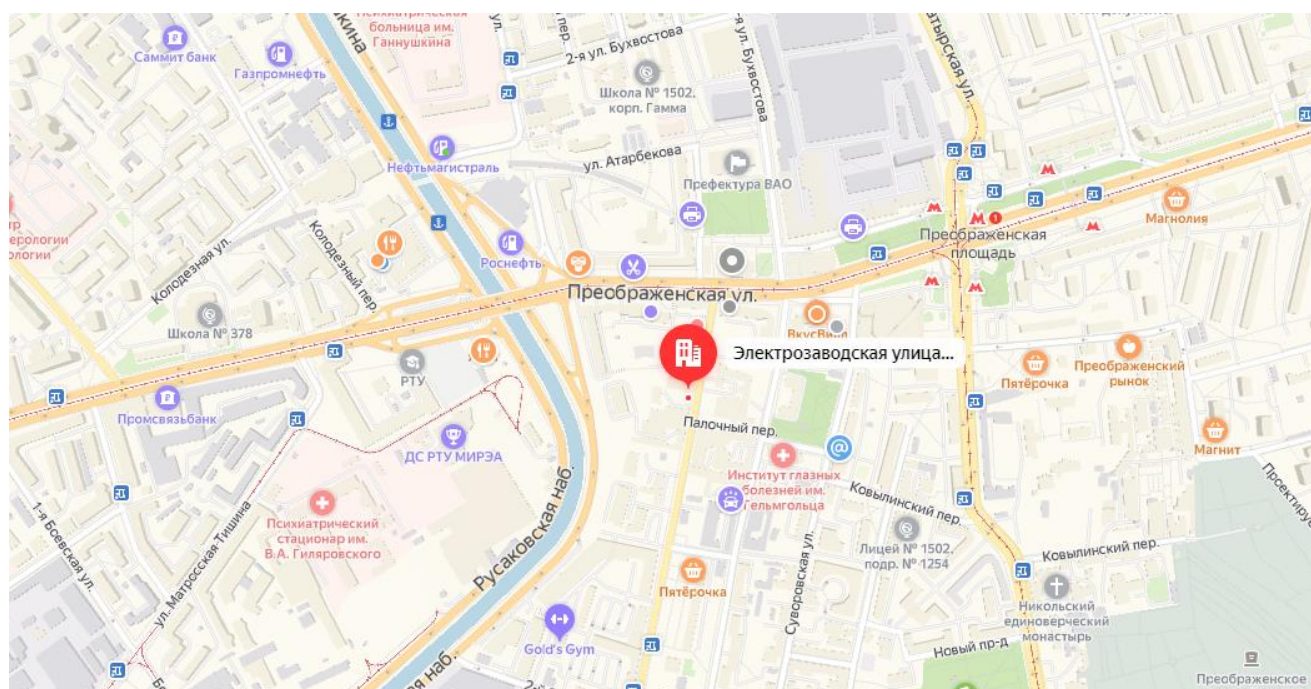 Психиатрическая
больница им.
Ганнушкина
Саммит банк
Газпромнефть
2-я ул. Бухвостова
Школа № 1502,
корп. Гамма
ул. Бухвостова
ул. Атарбекова
Нефтьмагистраль
Префектура ВАО
Магнолия
Преображенская
площадь
1
Колодезная ул.
Колодезный пер.
Роснефть
Преображенская ул.
Школа № 378
ВкусВилл
Электрозаводская улица...
РТУ
Пятёрочка
Преображенский
рынок
Промсвязьбанк
Палочный пер.
Магнит
ДС РТУ МИРЭА
Институт глазных
болезней им.
Гельмгольца
Ковылинский пер.
1-я Боевская ул.
ул. Матросская Тишина
Психиатрический
стационар им.
В.А. Гиляровского
Русаковская наб.
Лицей № 1502,
подр. № 1254
Ковылинский пер.
Суворовская ул.
Пятёрочка
Никольский
единоверческий
монастырь
Gold's Gym
Новый пр-д
Преображенское